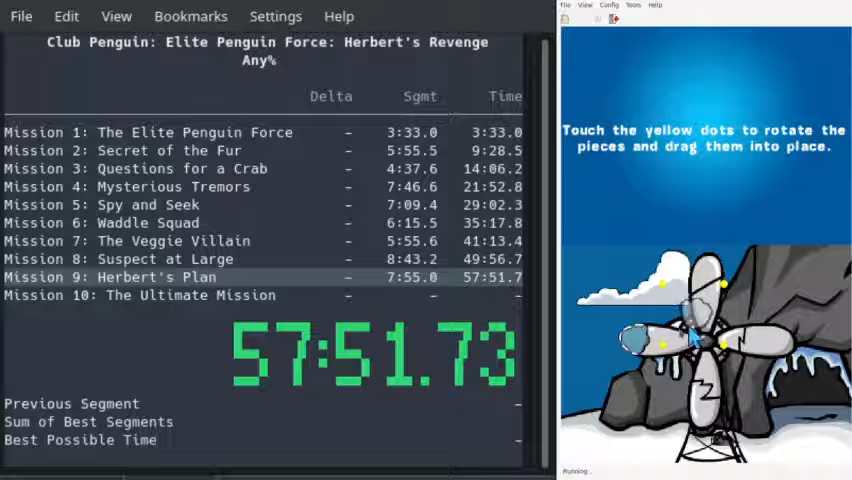 File Edit View Bookmarks Settings Help
Club Penguin: Elite Penguin Force: Herbert's Revenge
Any%
Delta Sgmt Time
Mission 1: The Elite Penguin Force – 3:33.0 3:33.0
Mission 2: Secret of the Fur – 5:55.5 9:28.5
Mission 3: Questions for a Crab – 4:37.6 14:06.2
Mission 4: Mysterious Tremors – 7:46.6 21:52.8
Mission 5: Spy and Seek – 7:09.4 29:02.3
Mission 6: Waddle Squad – 6:15.5 35:17.8
Mission 7: The Veggie Villain – 5:55.6 41:13.4
Mission 8: Suspect at Large – 8:43.2 49:56.7
Mission 9: Herbert's Plan – 7:55.0 57:51.7
Mission 10: The Ultimate Mission – – –
57:51.73
Previous Segment –
Sum of Best Segments
Best Possible Time –
File View Config Tools Help
Touch the yellow dots to rotate the
pieces and drag them into place.
Running...